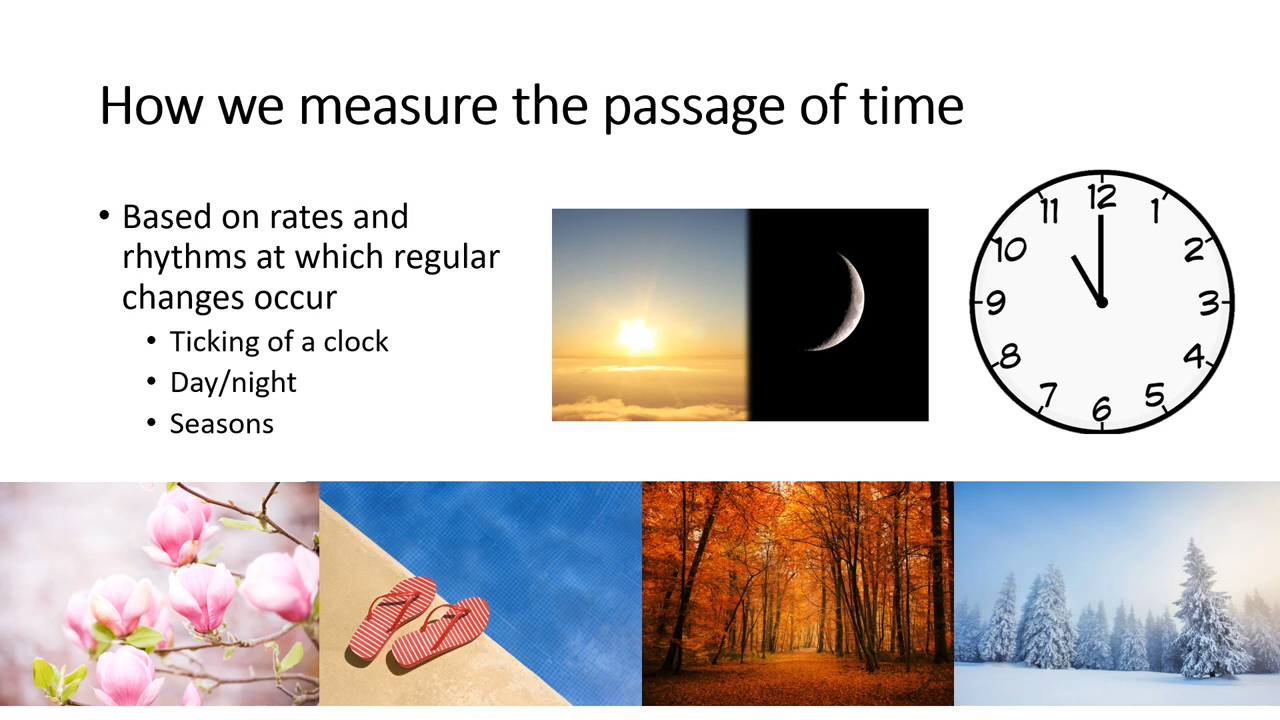 How we measure the passage of time
• Based on rates and
rhythms at which regular
changes occur
• Ticking of a clock
• Day/night
• Seasons
12
1
2
3
4
5
6
7
8
9
10
11